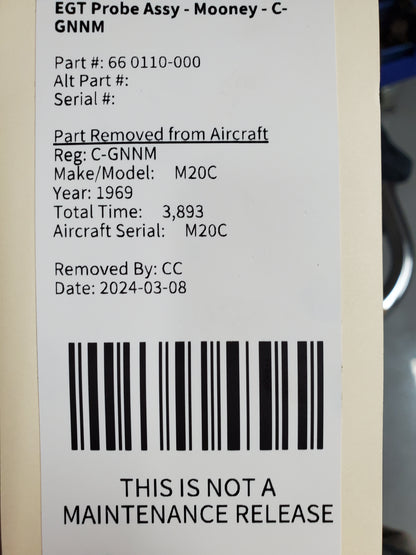 EGT Probe Assy - Mooney - C-
GNNM
Part #: 66 0110-000
Alt Part #:
Serial #:
Part Removed from Aircraft
Reg: C-GNNM
Make/Model: M20C
Year: 1969
Total Time: 3,893
Aircraft Serial: M20C
Removed By: CC
Date: 2024-03-08
THIS IS NOT A
MAINTENANCE RELEASE